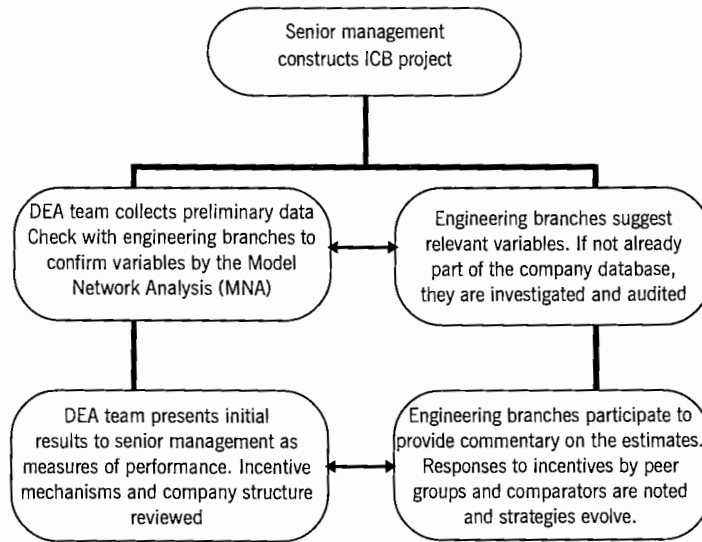 Senior management
constructs ICB project
DEA team collects preliminary data
Check with engineering branches to
confirm variables by the Model
Network Analysis (MNA)
Engineering branches suggest
relevant variables. If not already
part of the company database,
they are investigated and audited
DEA team presents initial
results to senior management as
measures of performance. Incentive
mechanisms and company structure
reviewed
Engineering branches participate to
provide commentary on the estimates.
Responses to incentives by peer
groups and comparators are noted
and strategies evolve.